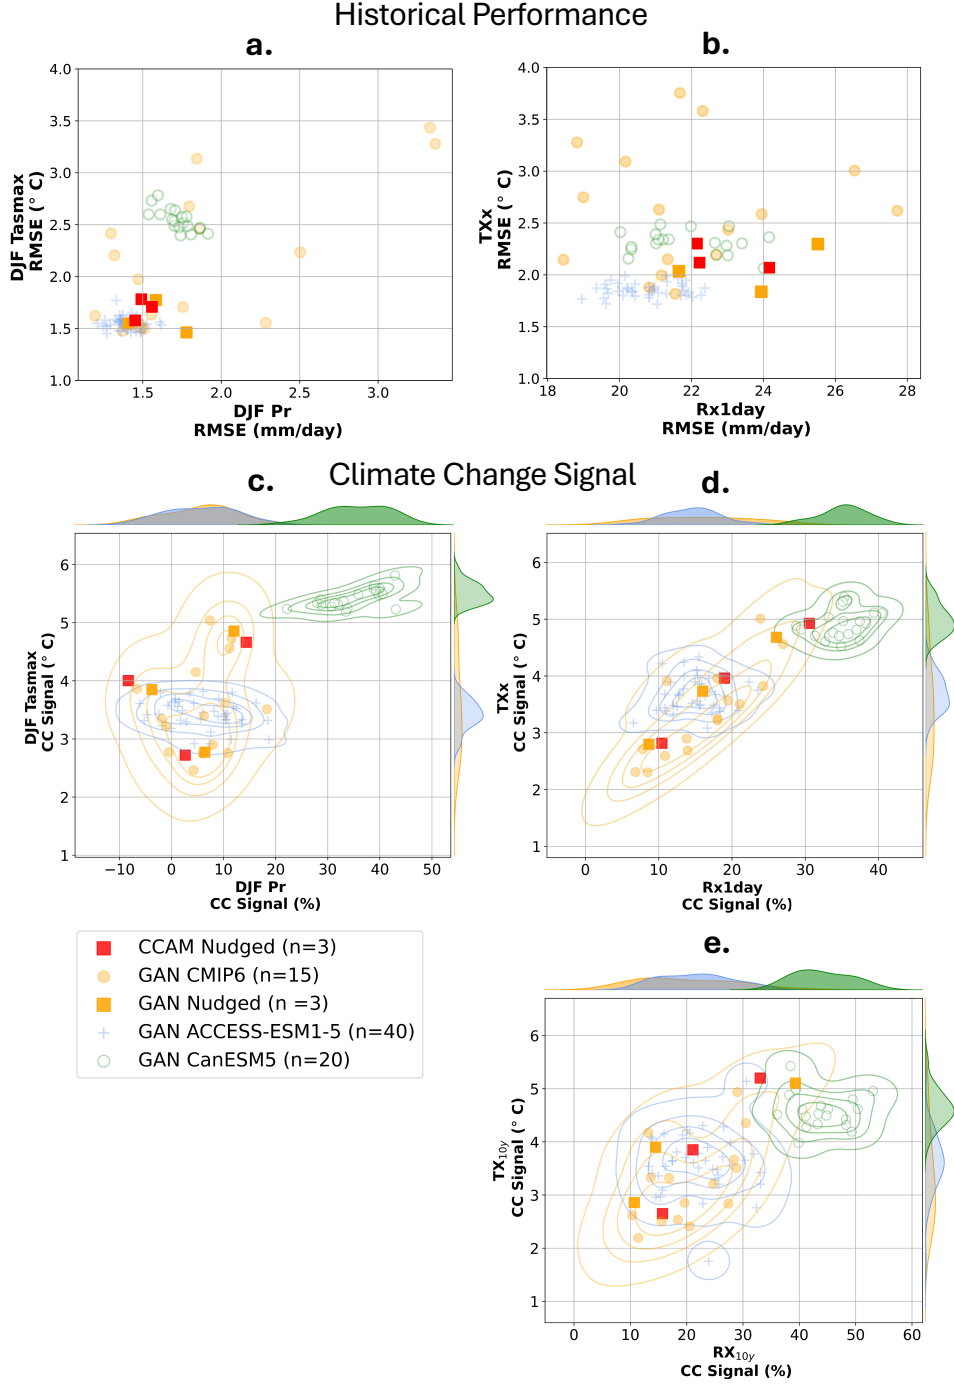 Historical Performance
a.
b.
4.0
3.5
3.0
2.5
2.0
1.5
1.0
DJF Tasmax
RMSE (° C)
1.5
2.0
2.5
3.0
DJF Pr
RMSE (mm/day)
4.0
3.5
3.0
2.5
2.0
1.5
1.0
TXx
RMSE (° C)
18
20
22
24
26
28
Rx1day
RMSE (mm/day)
Climate Change Signal
c.
d.
6
5
4
3
2
1
DJF Tasmax
CC Signal (° C)
−10
0
10
20
30
40
50
DJF Pr
CC Signal (%)
6
5
4
3
2
1
TXx
CC Signal (° C)
0
10
20
30
40
Rx1day
CC Signal (%)
CCAM Nudged (n=3)
GAN CMIP6 (n=15)
GAN Nudged (n =3)
GAN ACCESS-ESM1-5 (n=40)
GAN CanESM5 (n=20)
e.
6
5
4
3
2
1
TX10y
CC Signal (° C)
0
10
20
30
40
50
60
RX10y
CC Signal (%)